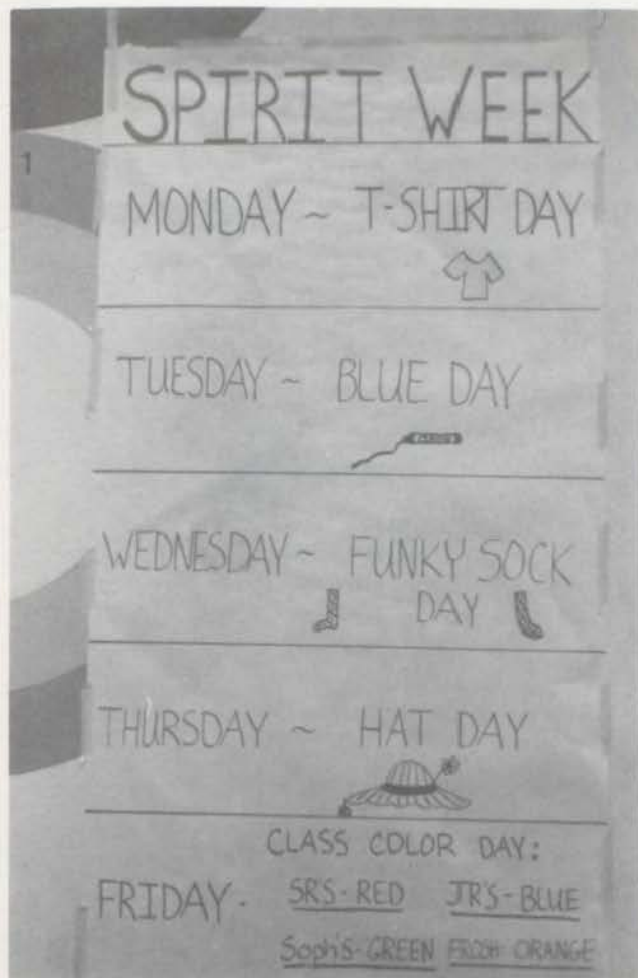 SPIRIT WEEK
1
MONDAY ~ T-SHIRT DAY
TUESDAY ~ BLUE DAY
WEDNESDAY ~ FUNKY SOCK
DAY
THURSDAY ~ HAT DAY
CLASS COLOR DAY:
FRIDAY - SRS-RED JR'S-BLUE
Soph's-GREEN FROSH-ORANGE